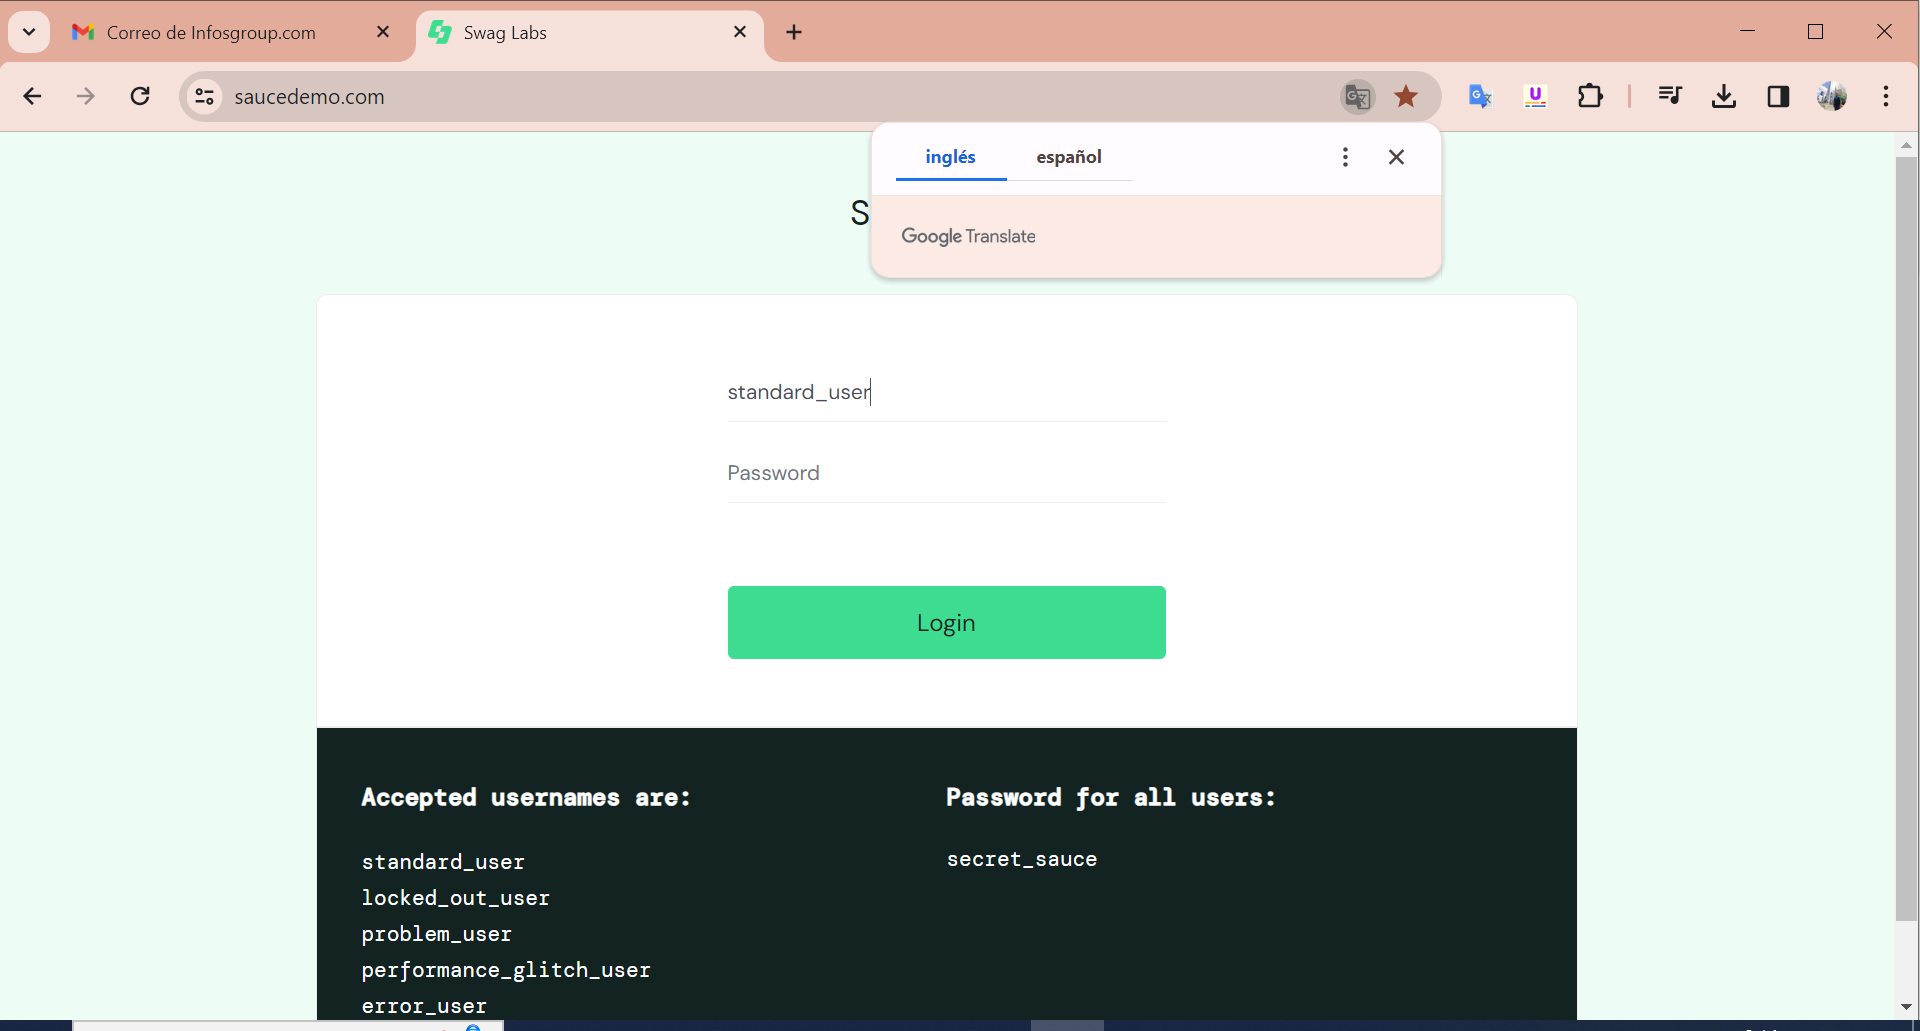 Correo de Infosgroup.com
Swag Labs
saucedemo.com
inglés español
S
Google Translate
standard_user
Password
Login
Accepted usernames are:
standard_user
locked_out_user
problem_user
performance_glitch_user
error_user
Password for all users:
secret_sauce